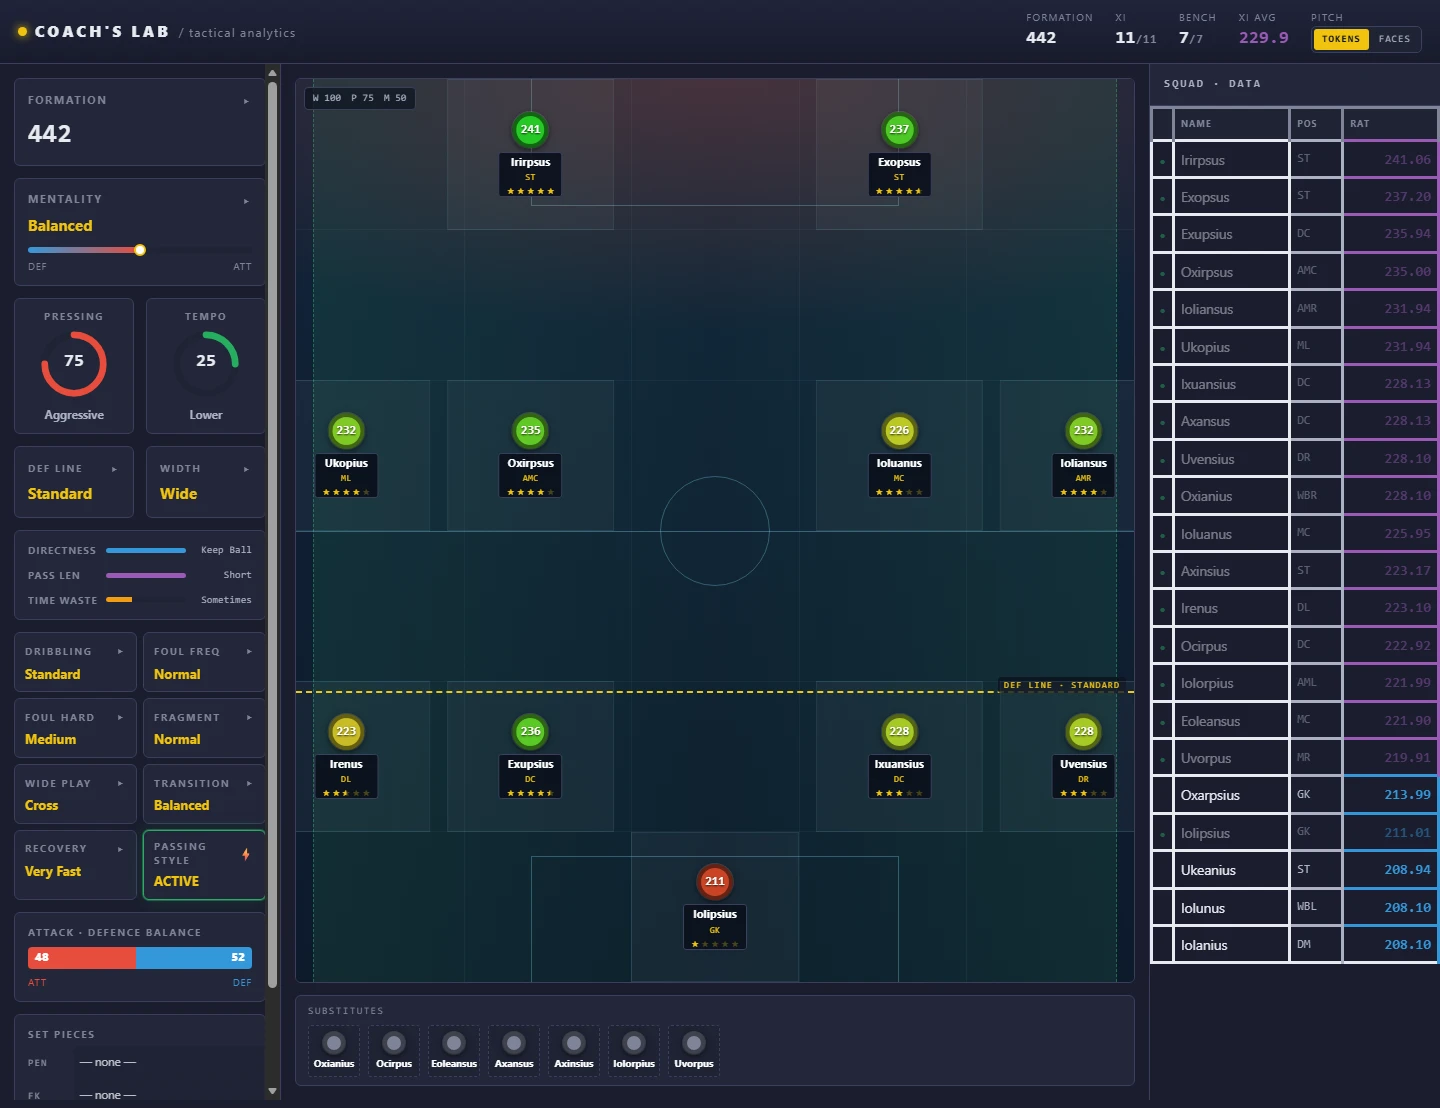 COACH'S LAB / tactical analytics
FORMATION
442
XI
11/11
BENCH
7/7
XI AVG
229.9
PITCH
TOKENS FACES
FORMATION
442
MENTALITY
Balanced
DEF ATT
PRESSING
75
Aggressive
TEMPO
25
Lower
DEF LINE
Standard
WIDTH
Wide
DIRECTNESS Keep Ball
PASS LEN Short
TIME WASTE Sometimes
DRIBBLING
Standard
FOUL FREQ
Normal
FOUL HARD
Medium
FRAGMENT
Normal
WIDE PLAY
Cross
TRANSITION
Balanced
RECOVERY
Very Fast
PASSING STYLE
ACTIVE
ATTACK · DEFENCE BALANCE
48 52
ATT DEF
SET PIECES
PEN — none —
FK — none —
W 100 P 75 M 50
241
Irirpsus
ST
237
Exopsus
ST
232
Ukopius
ML
235
Oxirpsus
AMC
226
Ioluanus
MC
232
Ioliansus
AMR
DEF LINE · STANDARD
223
Irenus
DL
236
Exupsius
DC
228
Ixuansius
DC
228
Uvensius
DR
211
Iolipsius
GK
SUBSTITUTES
Oxianius Ocirpus Eoleansus Axansus Axinsius Iolorpius Uvorpus
SQUAD · DATA
NAME POS RAT
Irirpsus ST 241.06
Exopsus ST 237.20
Exupsius DC 235.94
Oxirpsus AMC 235.00
Ioliansus AMR 231.94
Ukopius ML 231.94
Ixuansius DC 228.13
Axansus DC 228.13
Uvensius DR 228.10
Oxianius WBR 228.10
Ioluanus MC 225.95
Axinsius ST 223.17
Irenus DL 223.10
Ocirpus DC 222.92
Iolorpius AML 221.99
Eoleansus MC 221.90
Uvorpus MR 219.91
Oxarpsius GK 213.99
Iolipsius GK 211.01
Ukeanius ST 208.94
Iolunus WBL 208.10
Iolanius DM 208.10